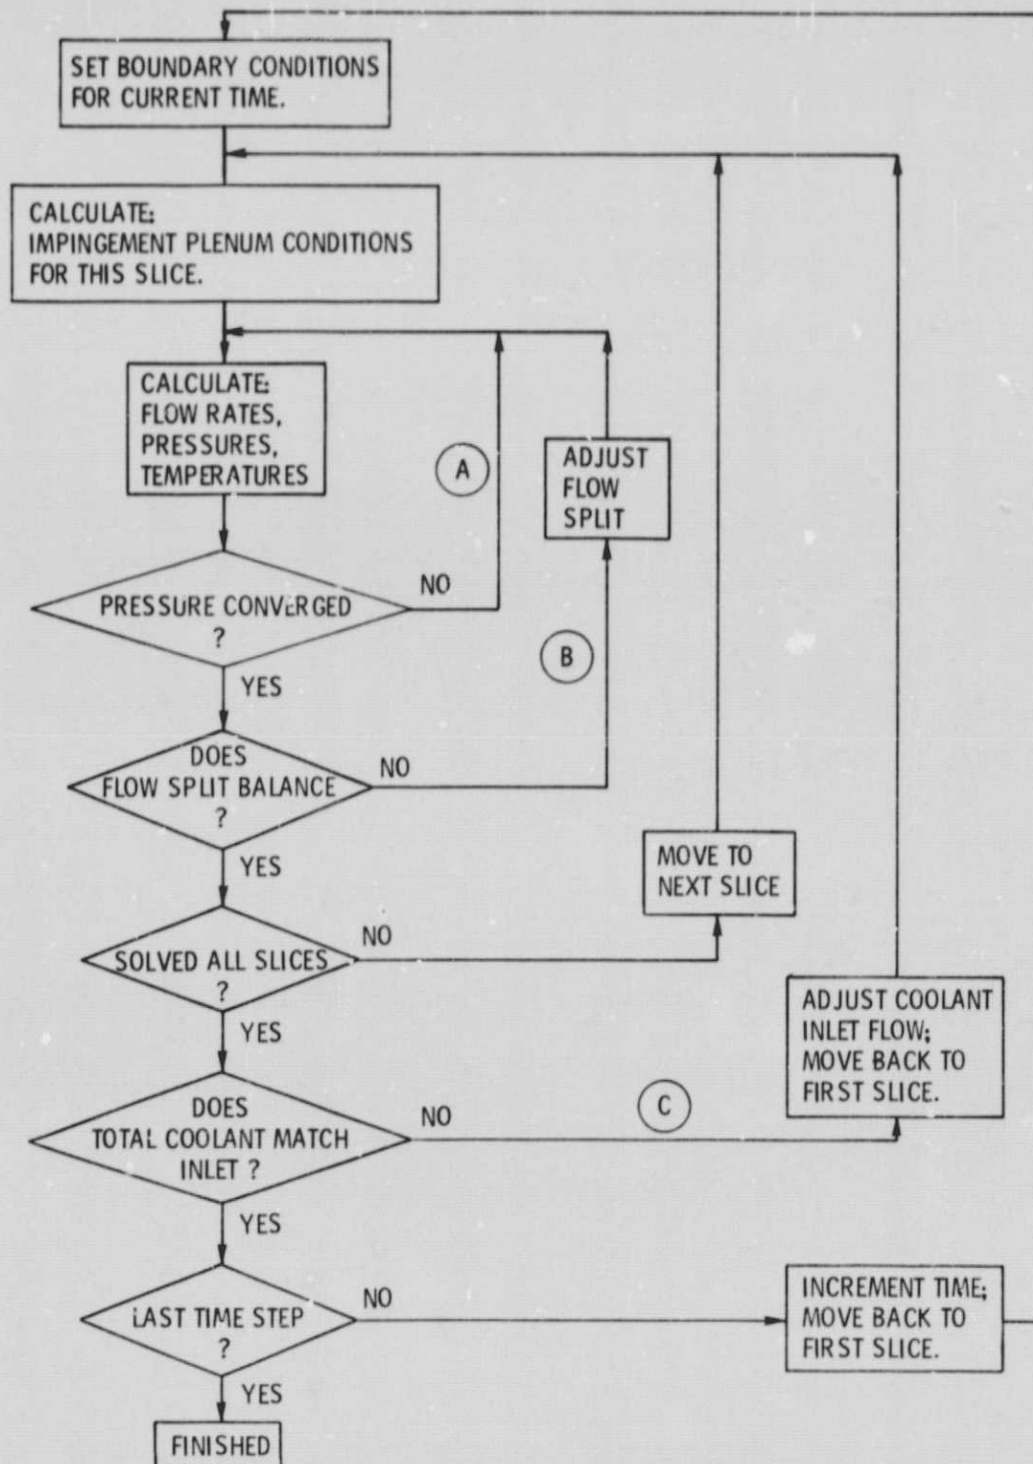 SET BOUNDARY CONDITIONS
FOR CURRENT TIME.
CALCULATE:
IMPINGEMENT PLENUM CONDITIONS
FOR THIS SLICE.
CALCULATE:
FLOW RATES,
PRESSURES,
TEMPERATURES
A
ADJUST
FLOW
SPLIT
PRESSURE CONVERGED
?
NO
YES
B
DOES
FLOW SPLIT BALANCE
?
NO
YES
MOVE TO
NEXT SLICE
SOLVED ALL SLICES
?
NO
YES
ADJUST COOLANT
INLET FLOW;
MOVE BACK TO
FIRST SLICE.
DOES
TOTAL COOLANT MATCH
INLET ?
NO
C
YES
LAST TIME STEP
?
NO
INCREMENT TIME;
MOVE BACK TO
FIRST SLICE.
YES
FINISHED